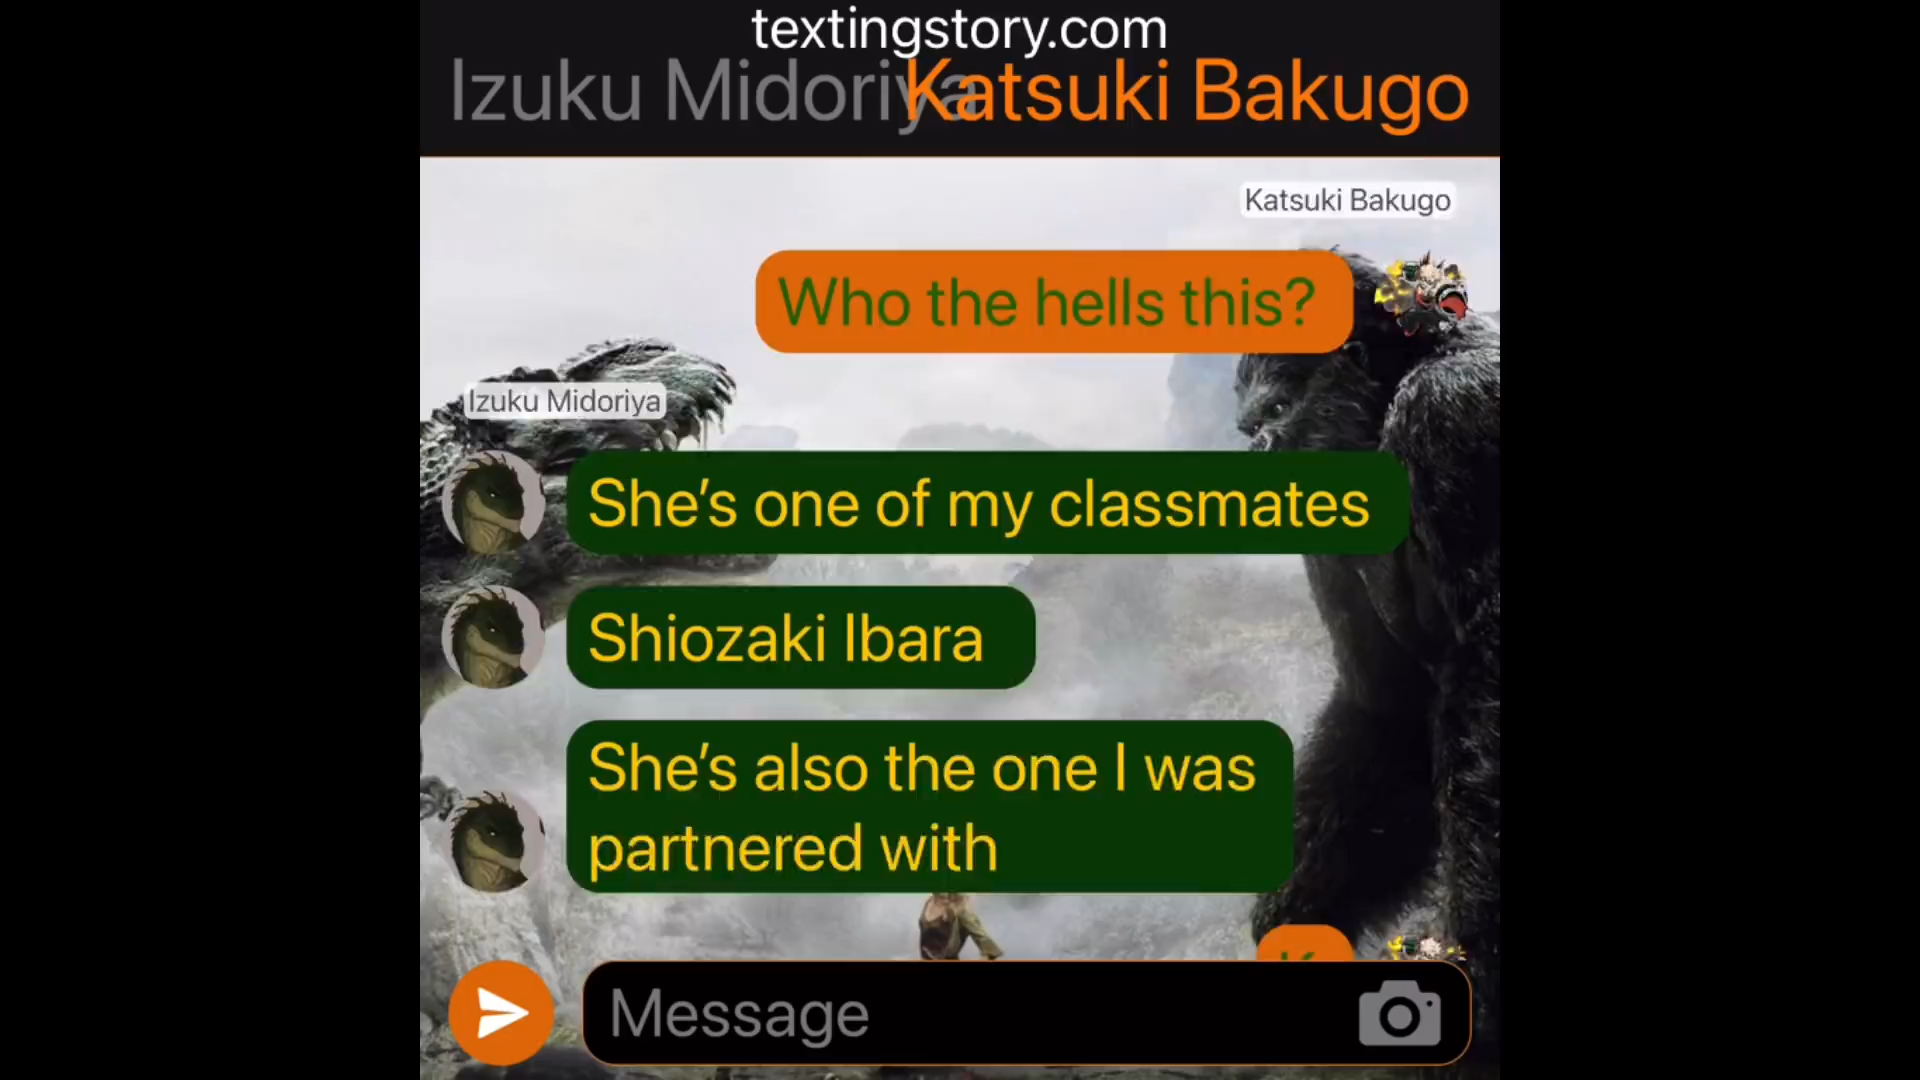 textingstory.com
Izuku Midoriya Katsuki Bakugo
Katsuki Bakugo
Who the hells this?
Izuku Midoriya
She’s one of my classmates
Shiozaki Ibara
She’s also the one I was
partnered with
Message